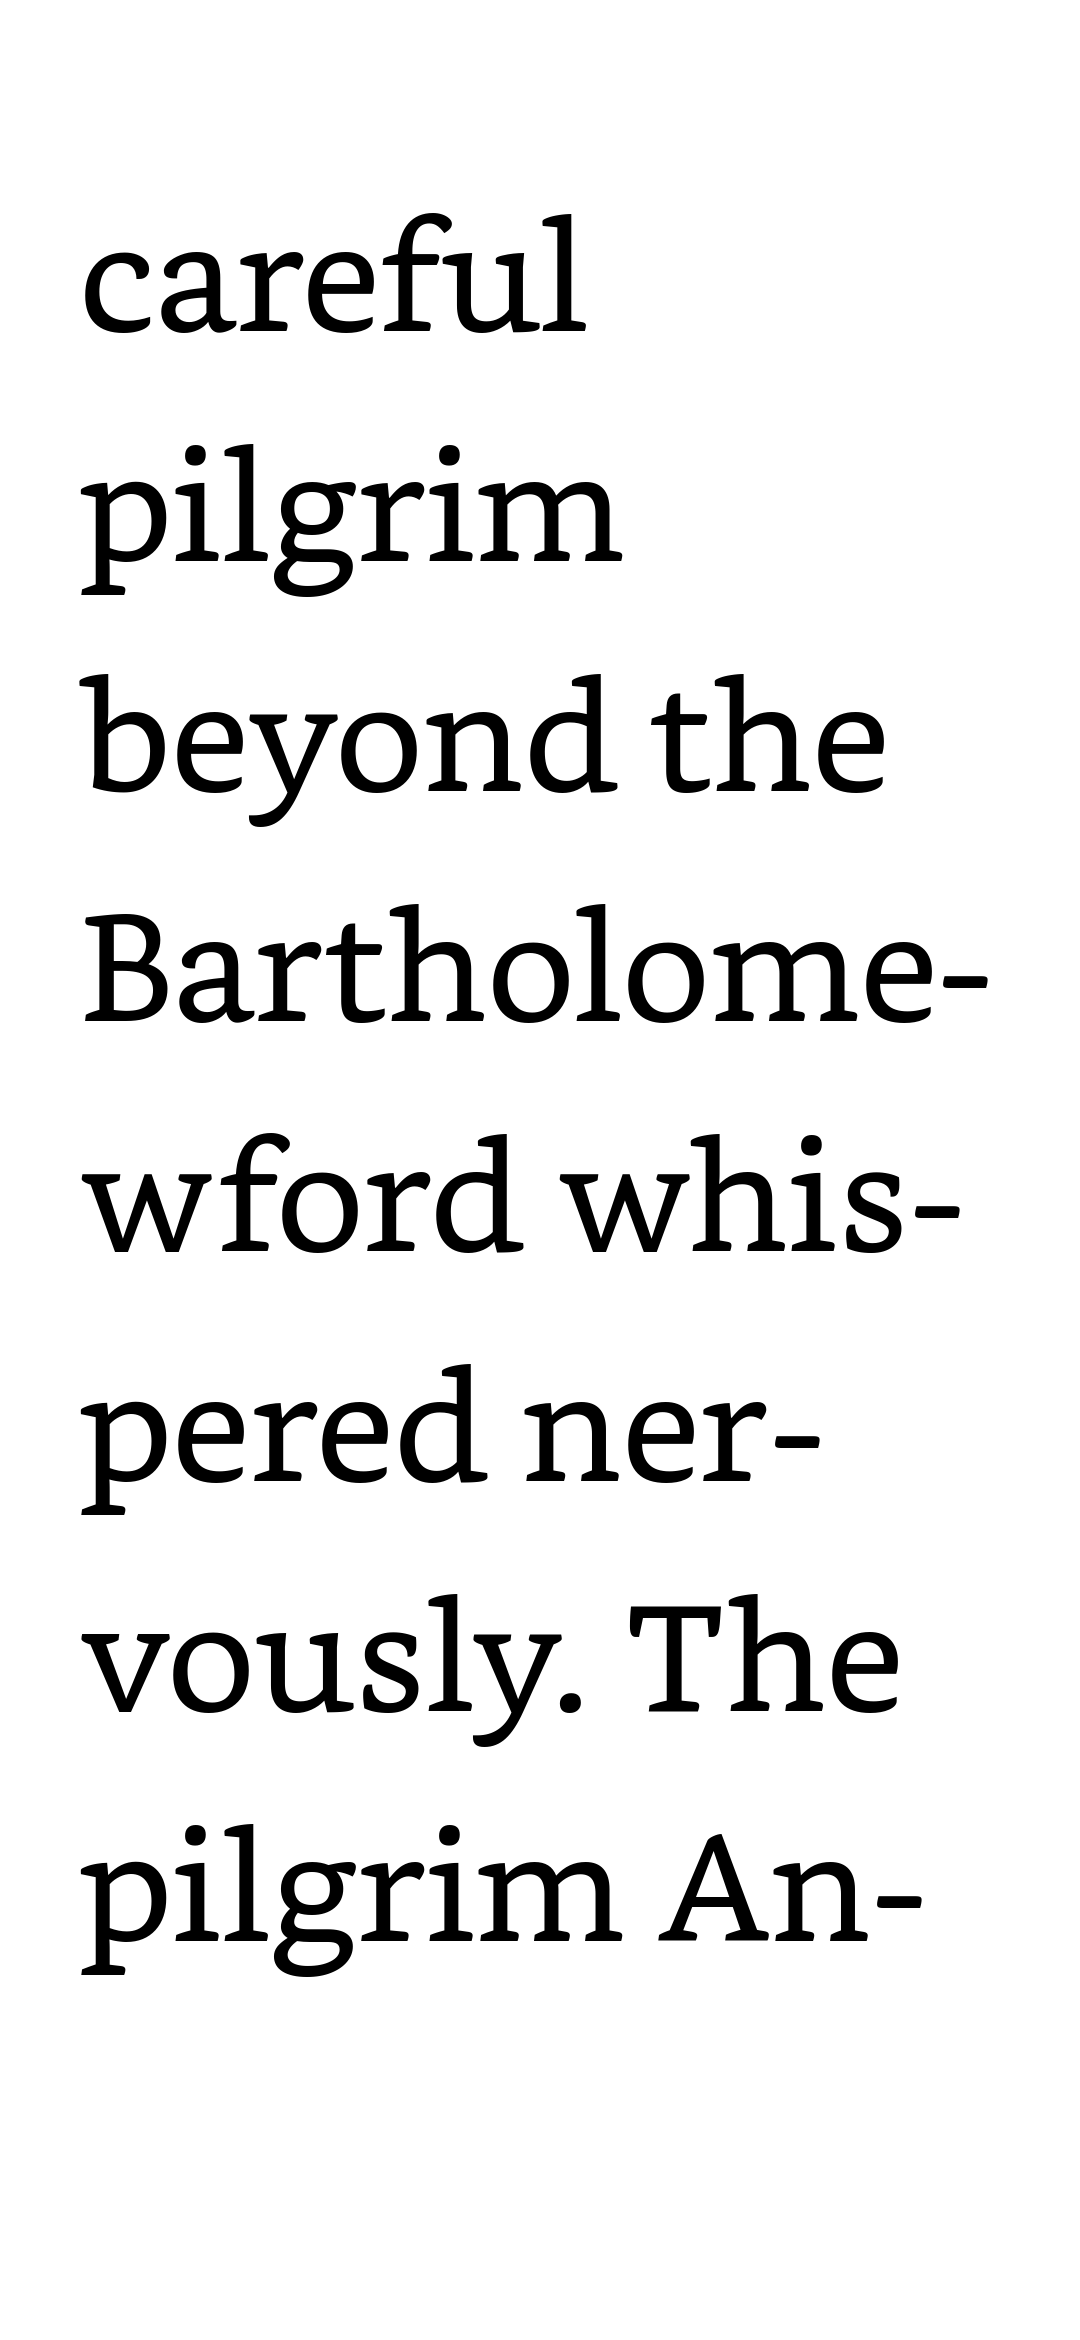 careful
pilgrim
beyond the
Bartholome-
wford whis-
pered ner-
vously. The
pilgrim An-